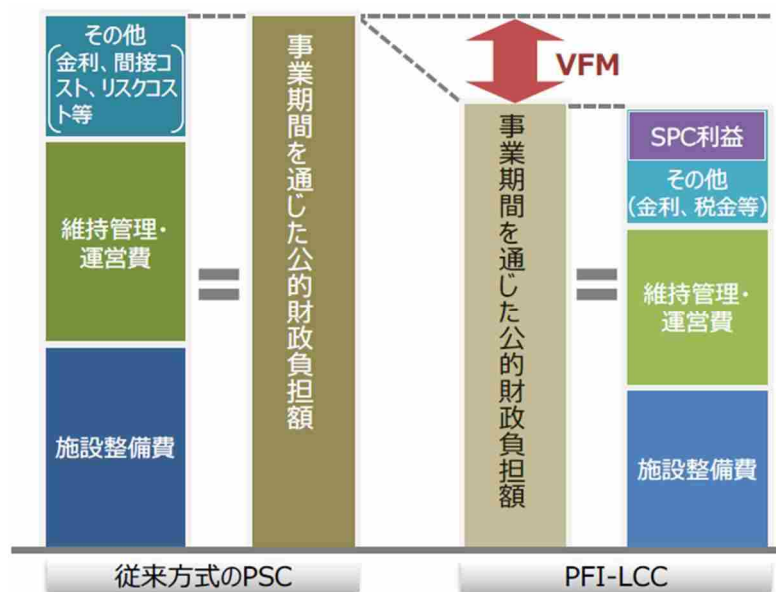 その他
(金利、間接コ
スト、リスクコス
ト等)
維持管理・
運営費
施設整備費
事業期間を通じた公的財政負担額
VFM
事業期間を通じた公的財政負担額
SPC利益
その他
(金利、税金等)
維持管理・
運営費
施設整備費
従来方式のPSC
PFI-LCC